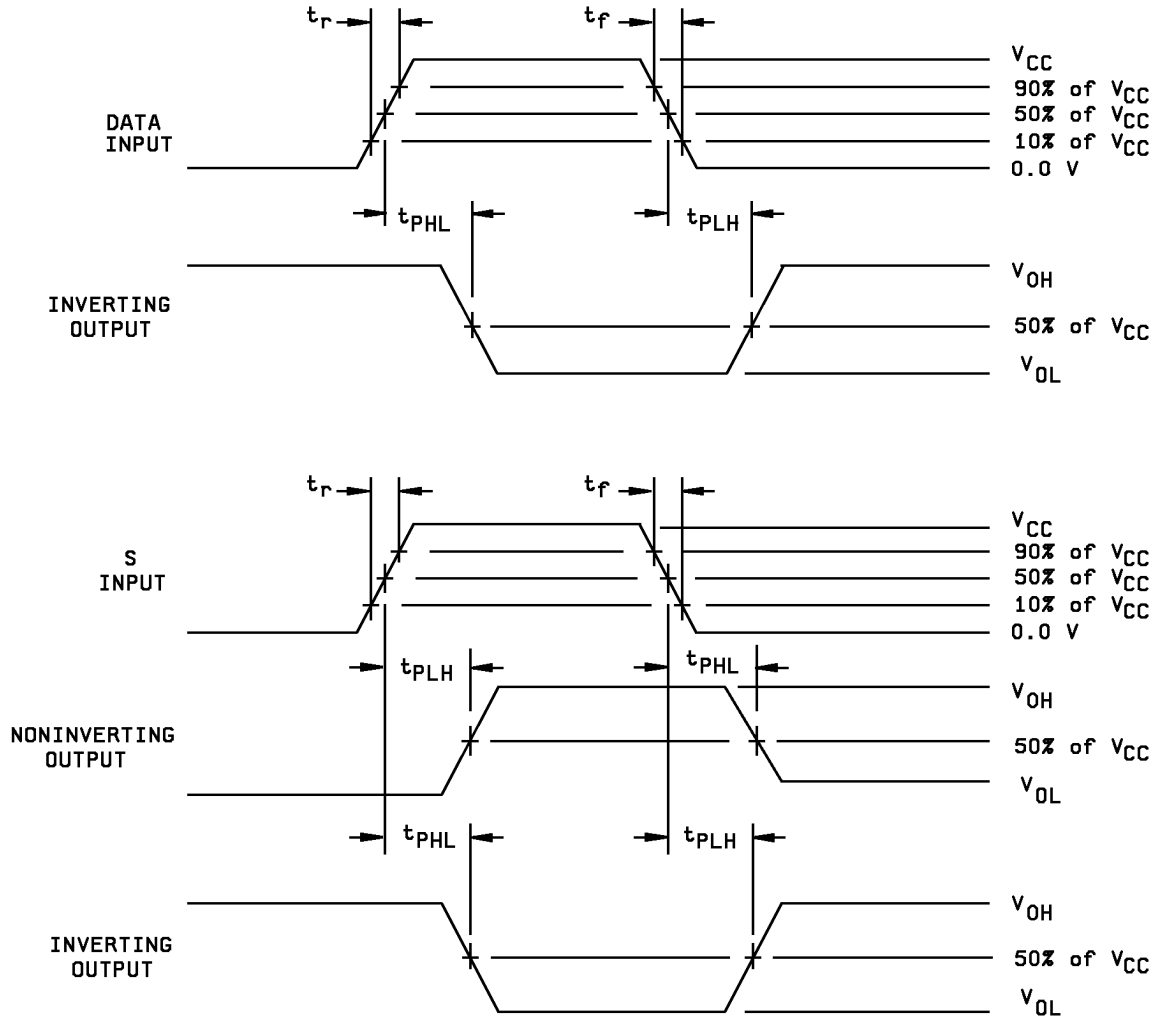 tr
tf
VCC
90% of VCC
50% of VCC
10% of VCC
0.0 V
DATA
INPUT
tPHL
tPLH
VOH
50% of VCC
VOL
INVERTING
OUTPUT
tr
tf
VCC
90% of VCC
50% of VCC
10% of VCC
0.0 V
S
INPUT
tPLH
tPHL
VOH
50% of VCC
VOL
NONINVERTING
OUTPUT
tPHL
tPLH
VOH
50% of VCC
VOL
INVERTING
OUTPUT